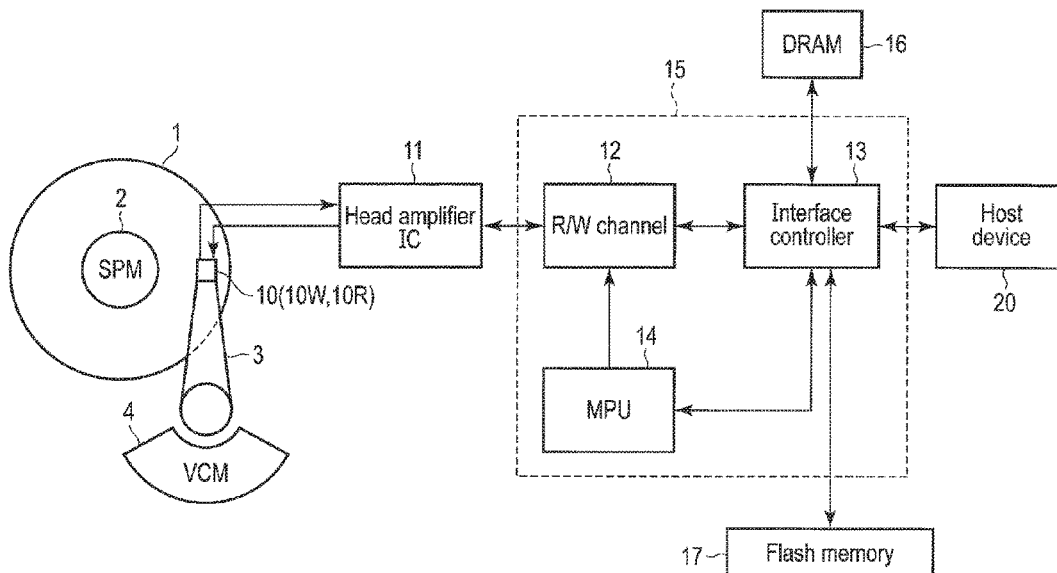 DRAM
16
15
1
11
12
13
2
Head amplifier
IC
R/W channel
Interface
controller
Host
device
SPM
10(10W,10R)
20
14
3
MPU
4
VCM
17
Flash memory